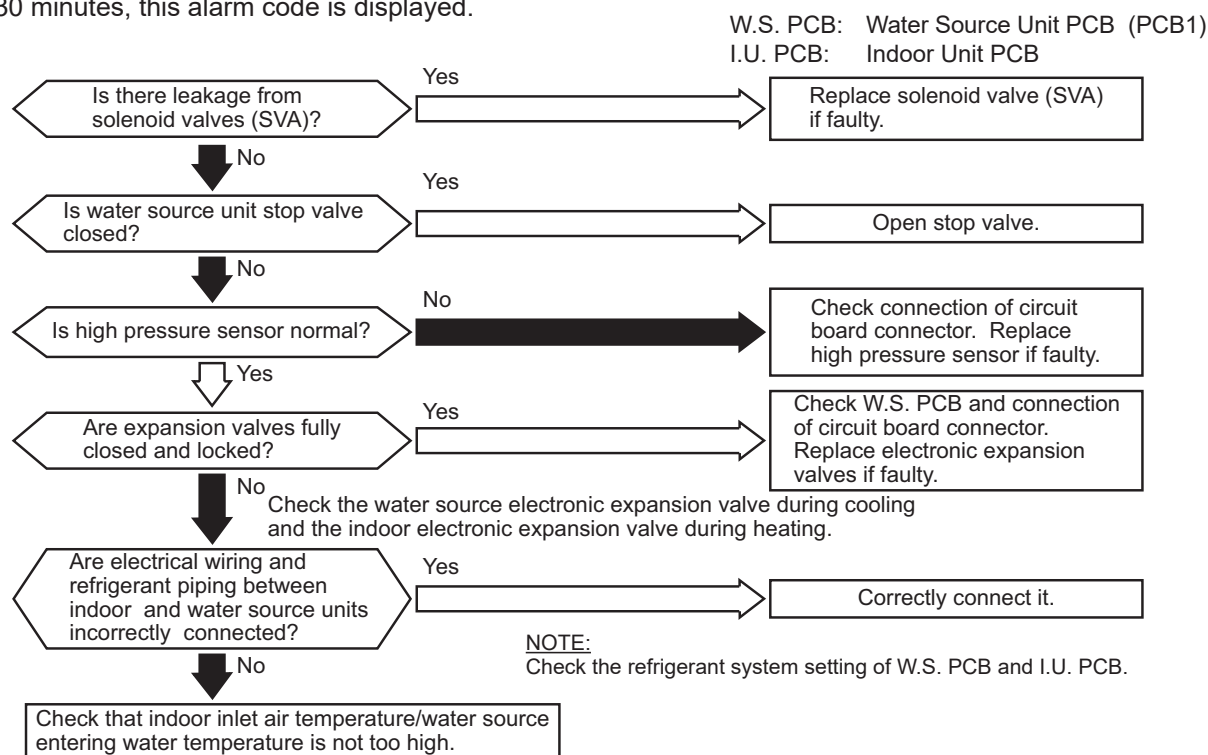 30 minutes, this alarm code is displayed.
W.S. PCB: Water Source Unit PCB (PCB1)
I.U. PCB: Indoor Unit PCB
Is there leakage from
solenoid valves (SVA)?
Yes
Replace solenoid valve (SVA)
if faulty.
No
Is water source unit stop valve
closed?
Yes
Open stop valve.
No
Is high pressure sensor normal?
No
Check connection of circuit
board connector. Replace
high pressure sensor if faulty.
Yes
Are expansion valves fully
closed and locked?
Yes
Check W.S. PCB and connection
of circuit board connector.
Replace electronic expansion
valves if faulty.
No
Check the water source electronic expansion valve during cooling
and the indoor electronic expansion valve during heating.
Are electrical wiring and
refrigerant piping between
indoor and water source units
incorrectly connected?
Yes
Correctly connect it.
NOTE:
Check the refrigerant system setting of W.S. PCB and I.U. PCB.
No
Check that indoor inlet air temperature/water source
entering water temperature is not too high.